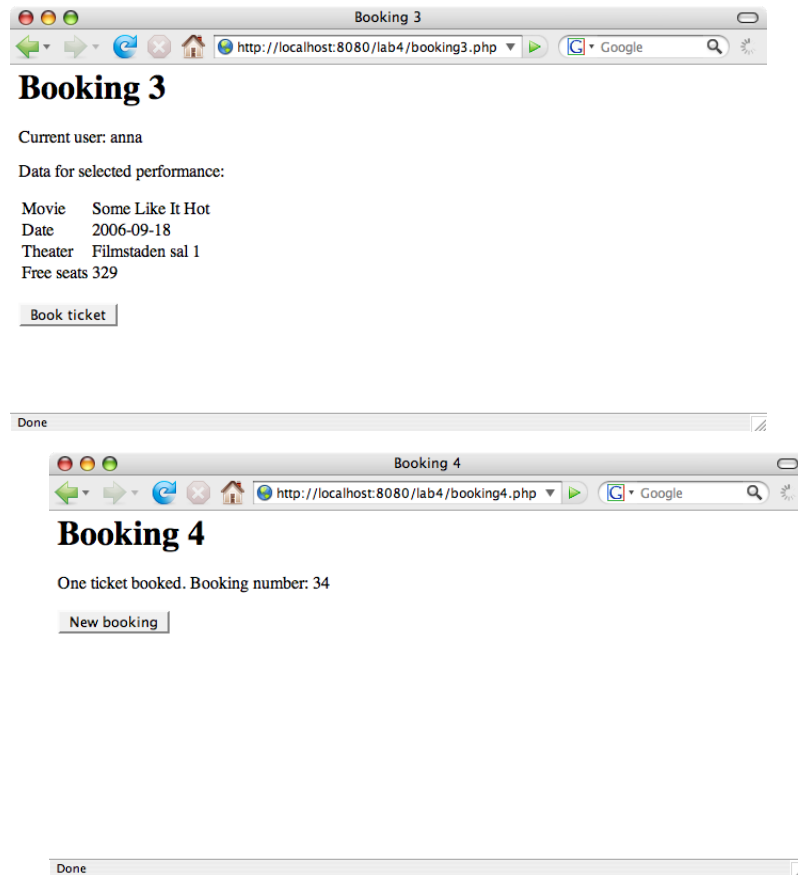 Booking 3
http://localhost:8080/lab4/booking3.php
G Google
Booking 3
Current user: anna
Data for selected performance:
Movie Some Like It Hot
Date 2006-09-18
Theater Filmstaden sal 1
Free seats 329
Book ticket
Done
Booking 4
http://localhost:8080/lab4/booking4.php
G Google
Booking 4
One ticket booked. Booking number: 34
New booking
Done